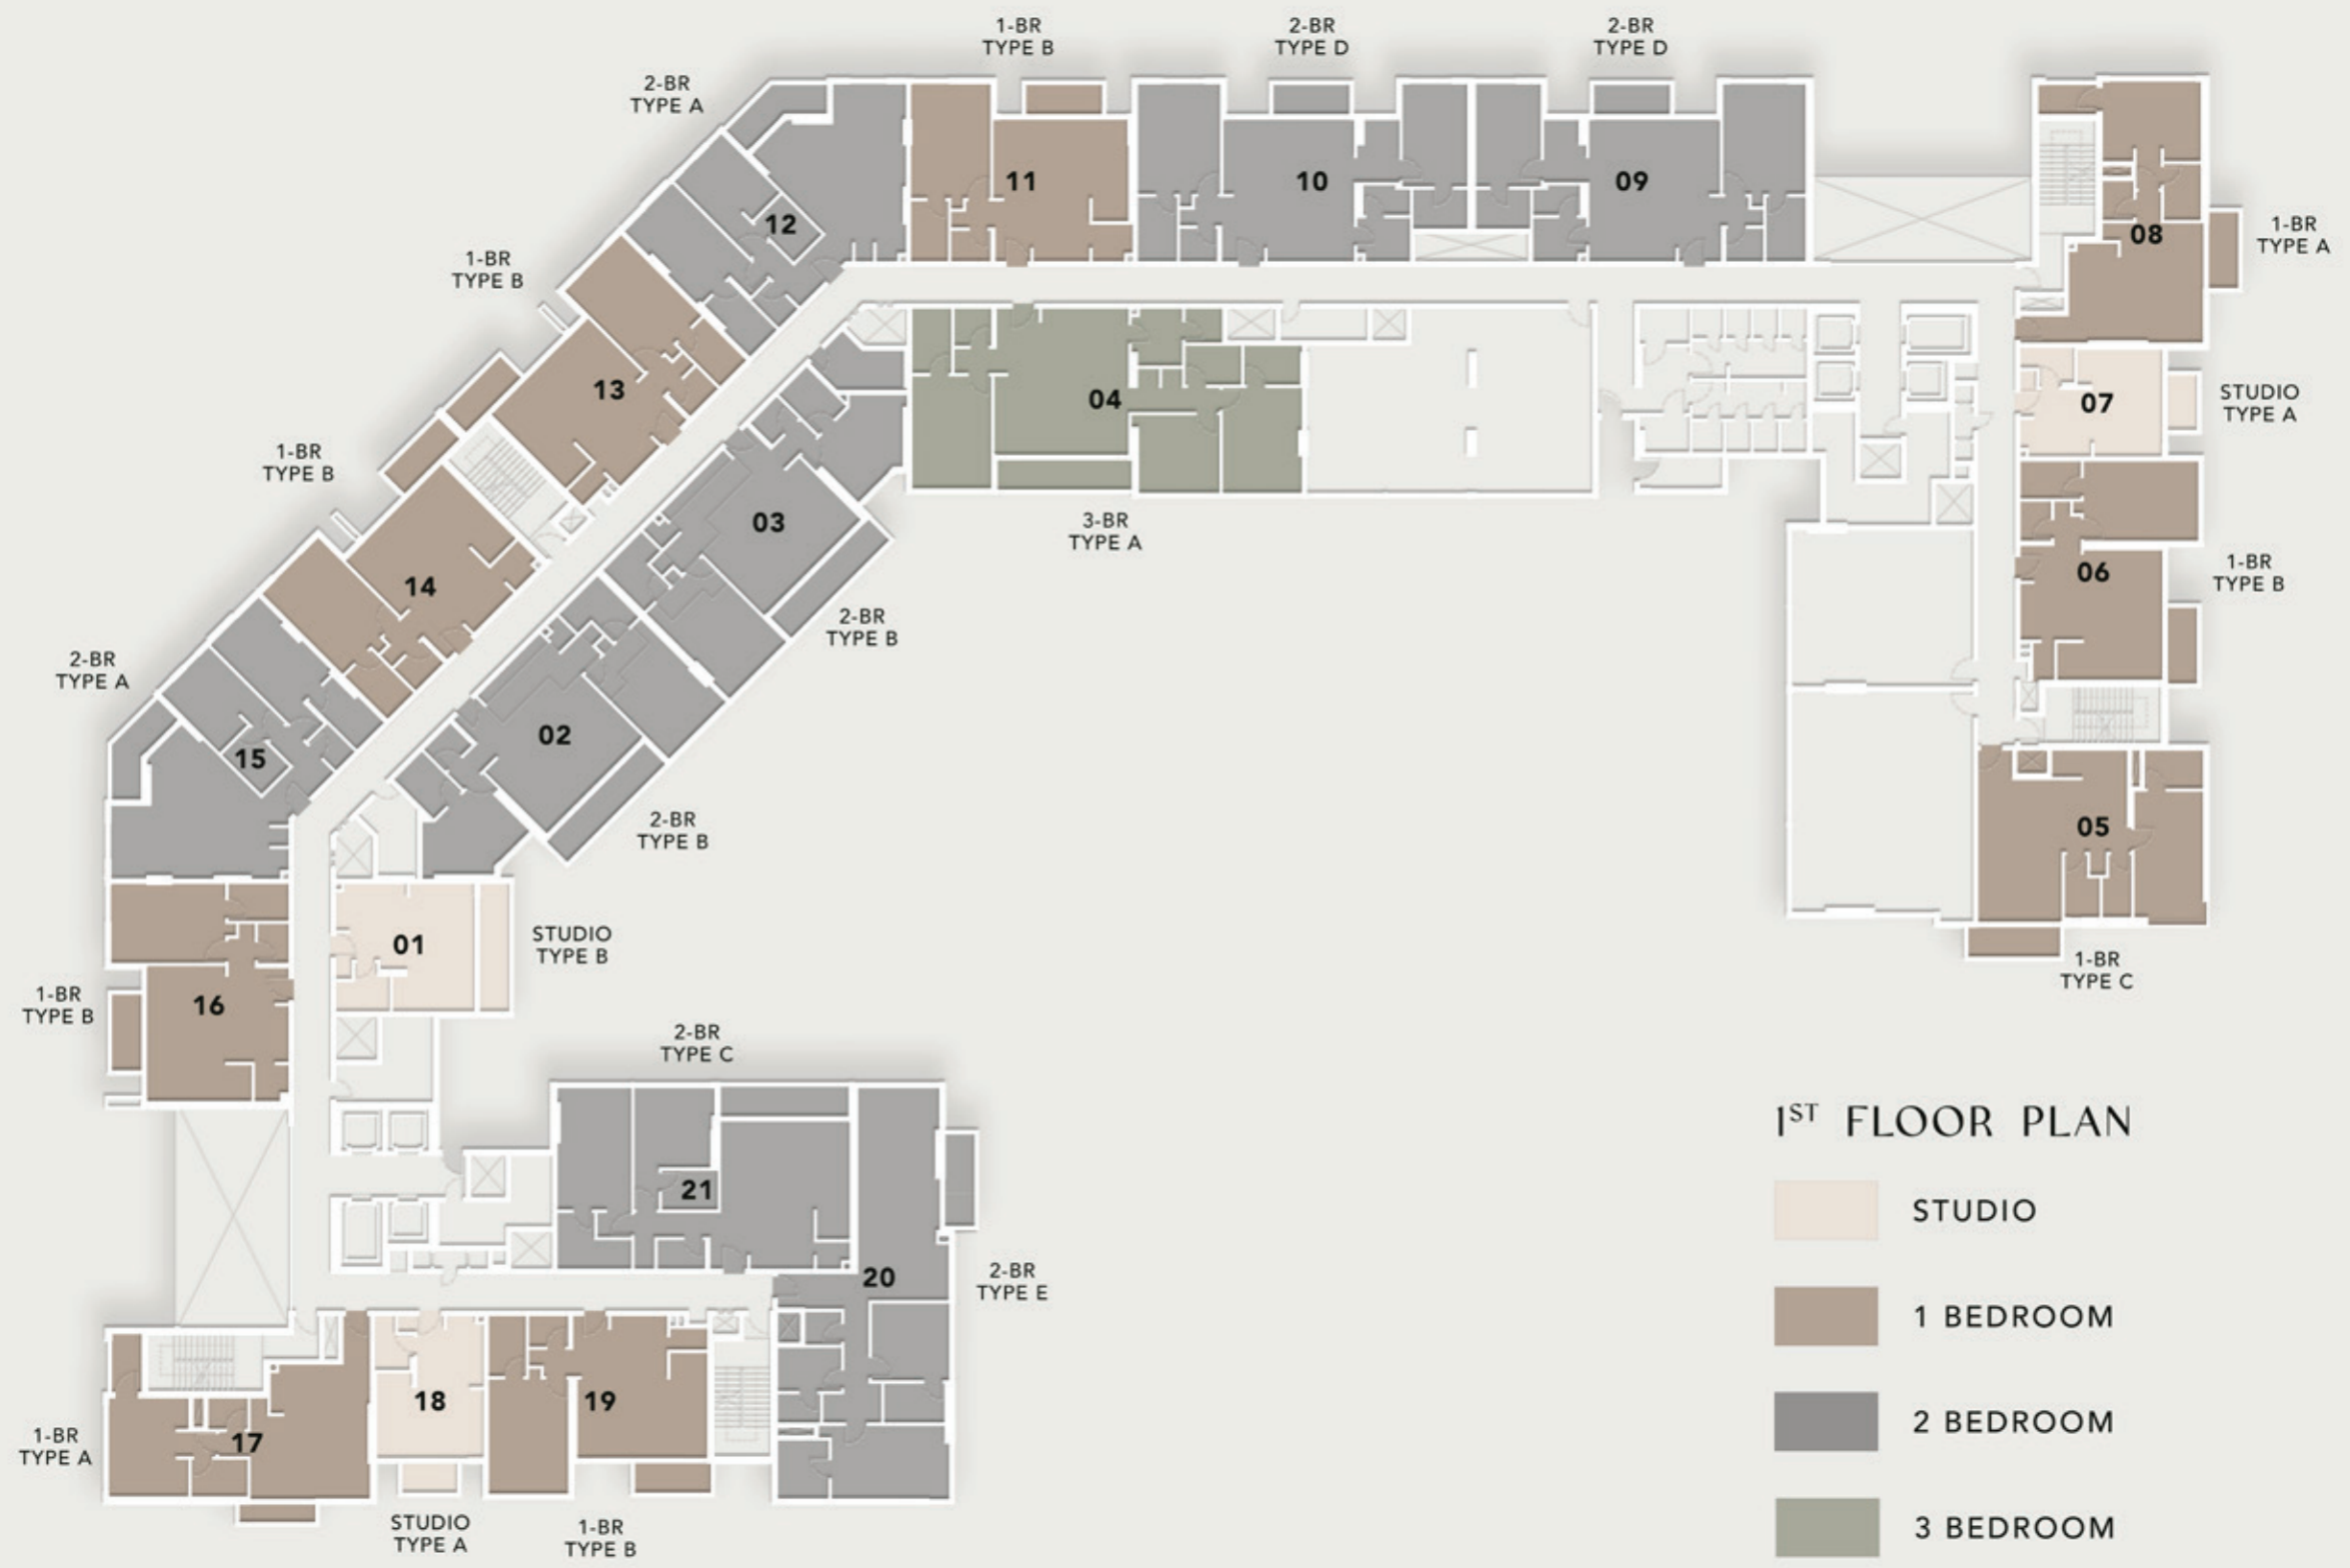 1-BR
TYPE B
2-BR
TYPE D
2-BR
TYPE D
2-BR
TYPE A
11
10
09
08
1-BR
TYPE A
12
1-BR
TYPE B
13
04
07
STUDIO
TYPE A
1-BR
TYPE B
03
3-BR
TYPE A
14
06
1-BR
TYPE B
2-BR
TYPE B
2-BR
TYPE A
15
02
2-BR
TYPE B
05
1-BR
TYPE C
01
STUDIO
TYPE B
16
1-BR
TYPE B
2-BR
TYPE C
21
20
2-BR
TYPE E
17
1-BR
TYPE A
18
19
STUDIO
TYPE A
1-BR
TYPE B
1ST FLOOR PLAN
STUDIO
1 BEDROOM
2 BEDROOM
3 BEDROOM